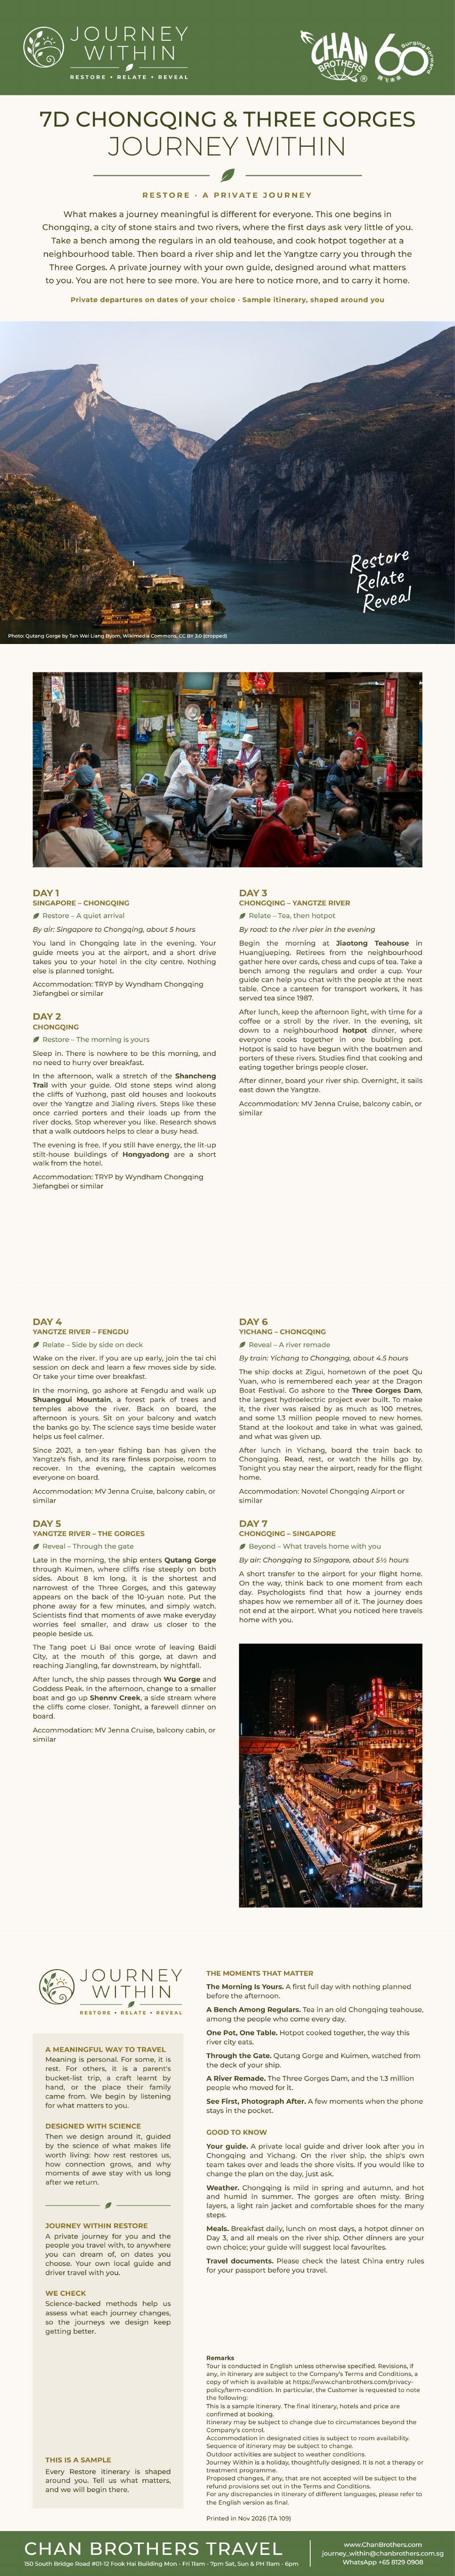 JOURNEY
WITHIN
RESTORE • RELATE • REVEAL
CHAN
BROTHERS
60
7D CHONGQING & THREE GORGES
JOURNEY WITHIN
RESTORE · A PRIVATE JOURNEY
What makes a journey meaningful is different for everyone. This one begins in
Chongqing, a city of stone stairs and two rivers, where the first days ask very little of you.
Take a bench among the regulars in an old teahouse, and cook hotpot together at a
neighbourhood table. Then board a river ship and let the Yangtze carry you through the
Three Gorges. A private journey with your own guide, designed around what matters
to you. You are not here to see more. You are here to notice more, and to carry it home.
Private departures on dates of your choice · Sample itinerary, shaped around you
Restore
Relate
Reveal
Photo: Qutang Gorge by Tan Wei Liang Byorn, Wikimedia Commons, CC BY 3.0 (cropped)
DAY 1
SINGAPORE – CHONGQING
Restore – A quiet arrival
By air: Singapore to Chongqing, about 5 hours
You land in Chongqing late in the evening. Your
guide meets you at the airport, and a short drive
takes you to your hotel in the city centre. Nothing
else is planned tonight.
Accommodation: TRYP by Wyndham Chongqing
Jiefangbei or similar
DAY 2
CHONGQING
Restore – The morning is yours
Sleep in. There is nowhere to be this morning, and
no need to hurry over breakfast.
In the afternoon, walk a stretch of the Shancheng
Trail with your guide. Old stone steps wind along
the cliffs of Yuzhong, past old houses and lookouts
over the Yangtze and Jialing rivers. Steps like these
once carried porters and their loads up from the
river docks. Stop wherever you like. Research shows
that a walk outdoors helps to clear a busy head.
The evening is free. If you still have energy, the lit-up
stilt-house buildings of Hongyadong are a short
walk from the hotel.
Accommodation: TRYP by Wyndham Chongqing
Jiefangbei or similar
DAY 3
CHONGQING – YANGTZE RIVER
Relate – Tea, then hotpot
By road: to the river pier in the evening
Begin the morning at Jiaotong Teahouse in
Huangjueping. Retirees from the neighbourhood
gather here over cards, chess and cups of tea. Take a
bench among the regulars and order a cup. Your
guide can help you chat with the people at the next
table. Once a canteen for transport workers, it has
served tea since 1987.
After lunch, keep the afternoon light, with time for a
coffee or a stroll by the river. In the evening, sit
down to a neighbourhood hotpot dinner, where
everyone cooks together in one bubbling pot.
Hotpot is said to have begun with the boatmen and
porters of these rivers. Studies find that cooking and
eating together brings people closer.
After dinner, board your river ship. Overnight, it sails
east down the Yangtze.
Accommodation: MV Jenna Cruise, balcony cabin, or
similar
DAY 4
YANGTZE RIVER – FENGDU
Relate – Side by side on deck
Wake on the river. If you are up early, join the tai chi
session on deck and learn a few moves side by side.
Or take your time over breakfast.
In the morning, go ashore at Fengdu and walk up
Shuanggui Mountain, a forest park of trees and
temples above the river. Back on board, the
afternoon is yours. Sit on your balcony and watch
the banks go by. The science says time beside water
helps us feel calmer.
Since 2021, a ten-year fishing ban has given the
Yangtze's fish, and its rare finless porpoise, room to
recover. In the evening, the captain welcomes
everyone on board.
Accommodation: MV Jenna Cruise, balcony cabin, or
similar
DAY 5
YANGTZE RIVER – THE GORGES
Reveal – Through the gate
Late in the morning, the ship enters Qutang Gorge
through Kuimen, where cliffs rise steeply on both
sides. About 8 km long, it is the shortest and
narrowest of the Three Gorges, and this gateway
appears on the back of the 10-yuan note. Put the
phone away for a few minutes, and simply watch.
Scientists find that moments of awe make everyday
worries feel smaller, and draw us closer to the
people beside us.
The Tang poet Li Bai once wrote of leaving Baidi
City, at the mouth of this gorge, at dawn and
reaching Jiangling, far downstream, by nightfall.
After lunch, the ship passes through Wu Gorge and
Goddess Peak. In the afternoon, change to a smaller
boat and go up Shennv Creek, a side stream where
the cliffs come closer. Tonight, a farewell dinner on
board.
Accommodation: MV Jenna Cruise, balcony cabin, or
similar
DAY 6
YICHANG – CHONGQING
Reveal – A river remade
By train: Yichang to Chongqing, about 4.5 hours
The ship docks at Zigui, hometown of the poet Qu
Yuan, who is remembered each year at the Dragon
Boat Festival. Go ashore to the Three Gorges Dam,
the largest hydroelectric project ever built. To make
it, the river was raised by as much as 100 metres,
and some 1.3 million people moved to new homes.
Stand at the lookout and take in what was gained,
and what was given up.
After lunch in Yichang, board the train back to
Chongqing. Read, rest, or watch the hills go by.
Tonight you stay near the airport, ready for the flight
home.
Accommodation: Novotel Chongqing Airport or
similar
DAY 7
CHONGQING – SINGAPORE
Beyond – What travels home with you
By air: Chongqing to Singapore, about 5½ hours
A short transfer to the airport for your flight home.
On the way, think back to one moment from each
day. Psychologists find that how a journey ends
shapes how we remember all of it. The journey does
not end at the airport. What you noticed here travels
home with you.
JOURNEY
WITHIN
RESTORE • RELATE • REVEAL
A MEANINGFUL WAY TO TRAVEL
Meaning is personal. For some, it is
rest. For others, it is a parent's
bucket-list trip, a craft learnt by
hand, or the place their family
came from. We begin by listening
for what matters to you.
DESIGNED WITH SCIENCE
Then we design around it, guided
by the science of what makes life
worth living: how rest restores us,
how connection grows, and why
moments of awe stay with us long
after we return.
JOURNEY WITHIN RESTORE
A private journey for you and the
people you travel with, to anywhere
you can dream of, on dates you
choose. Your own local guide and
driver travel with you.
WE CHECK
Science-backed methods help us
assess what each journey changes,
so the journeys we design keep
getting better.
THIS IS A SAMPLE
Every Restore itinerary is shaped
around you. Tell us what matters,
and we will begin there.
THE MOMENTS THAT MATTER
The Morning Is Yours. A first full day with nothing planned
before the afternoon.
A Bench Among Regulars. Tea in an old Chongqing teahouse,
among the people who come every day.
One Pot, One Table. Hotpot cooked together, the way this
river city eats.
Through the Gate. Qutang Gorge and Kuimen, watched from
the deck of your ship.
A River Remade. The Three Gorges Dam, and the 1.3 million
people who moved for it.
See First, Photograph After. A few moments when the phone
stays in the pocket.
GOOD TO KNOW
Your guide. A private local guide and driver look after you in
Chongqing and Yichang. On the river ship, the ship's own
team takes over and leads the shore visits. If you would like to
change the plan on the day, just ask.
Weather. Chongqing is mild in spring and autumn, and hot
and humid in summer. The gorges are often misty. Bring
layers, a light rain jacket and comfortable shoes for the many
steps.
Meals. Breakfast daily, lunch on most days, a hotpot dinner on
Day 3, and all meals on the river ship. Other dinners are your
own choice; your guide will suggest local favourites.
Travel documents. Please check the latest China entry rules
for your passport before you travel.
Remarks
Tour is conducted in English unless otherwise specified. Revisions, if
any, in itinerary are subject to the Company's Terms and Conditions, a
copy of which is available at https://www.chanbrothers.com/privacy-
policy/term-condition. In particular, the Customer is requested to note
the following:
This is a sample itinerary. The final itinerary, hotels and price are
confirmed at booking.
Itinerary may be subject to change due to circumstances beyond the
Company's control.
Accommodation in designated cities is subject to room availability.
Sequence of itinerary may be subject to change.
Outdoor activities are subject to weather conditions.
Journey Within is a holiday, thoughtfully designed. It is not a therapy or
treatment programme.
Proposed changes, if any, that are not accepted will be subject to the
refund provisions set out in the Terms and Conditions.
For any discrepancies in itinerary of different languages, please refer to
the English version as final.
Printed in Nov 2026 (TA 109)
CHAN BROTHERS TRAVEL
150 South Bridge Road #01-12 Fook Hai Building Mon - Fri 11am - 7pm Sat, Sun & PH 11am - 6pm
www.ChanBrothers.com
journey_within@chanbrothers.com.sg
WhatsApp +65 8129 0908